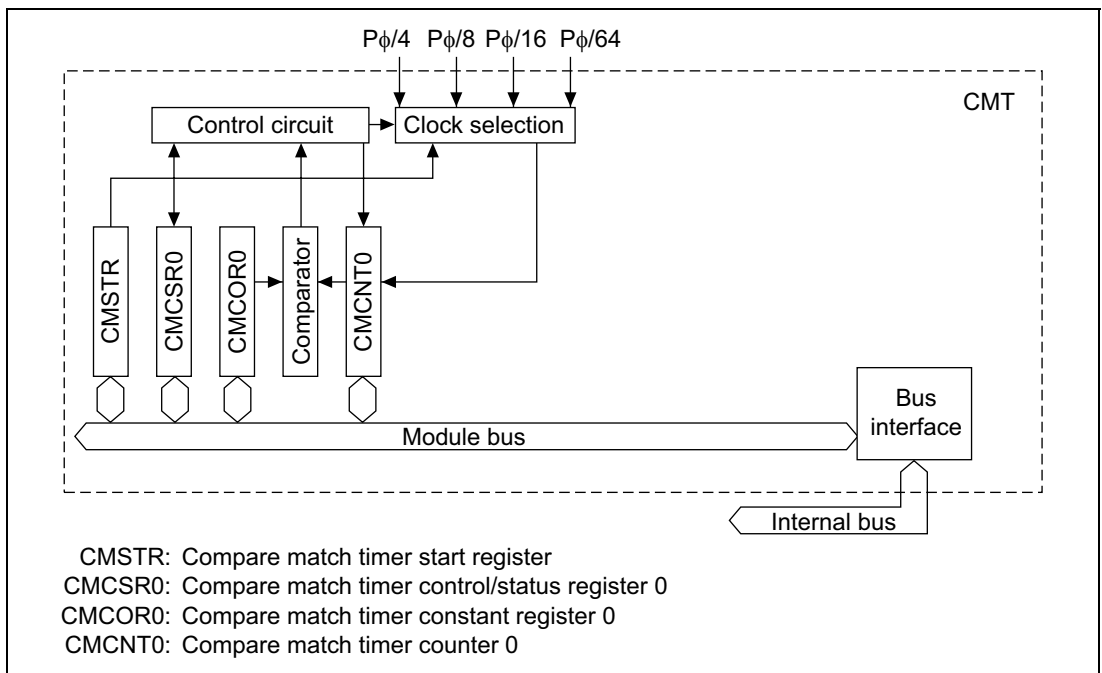 Pϕ/4 Pϕ/8 Pϕ/16 Pϕ/64
CMT
Control circuit
Clock selection
CMSTR
CMCSR0
CMCOR0
Comparator
CMCNT0
Bus
interface
Module bus
Internal bus
CMSTR: Compare match timer start register
CMCSR0: Compare match timer control/status register 0
CMCOR0: Compare match timer constant register 0
CMCNT0: Compare match timer counter 0